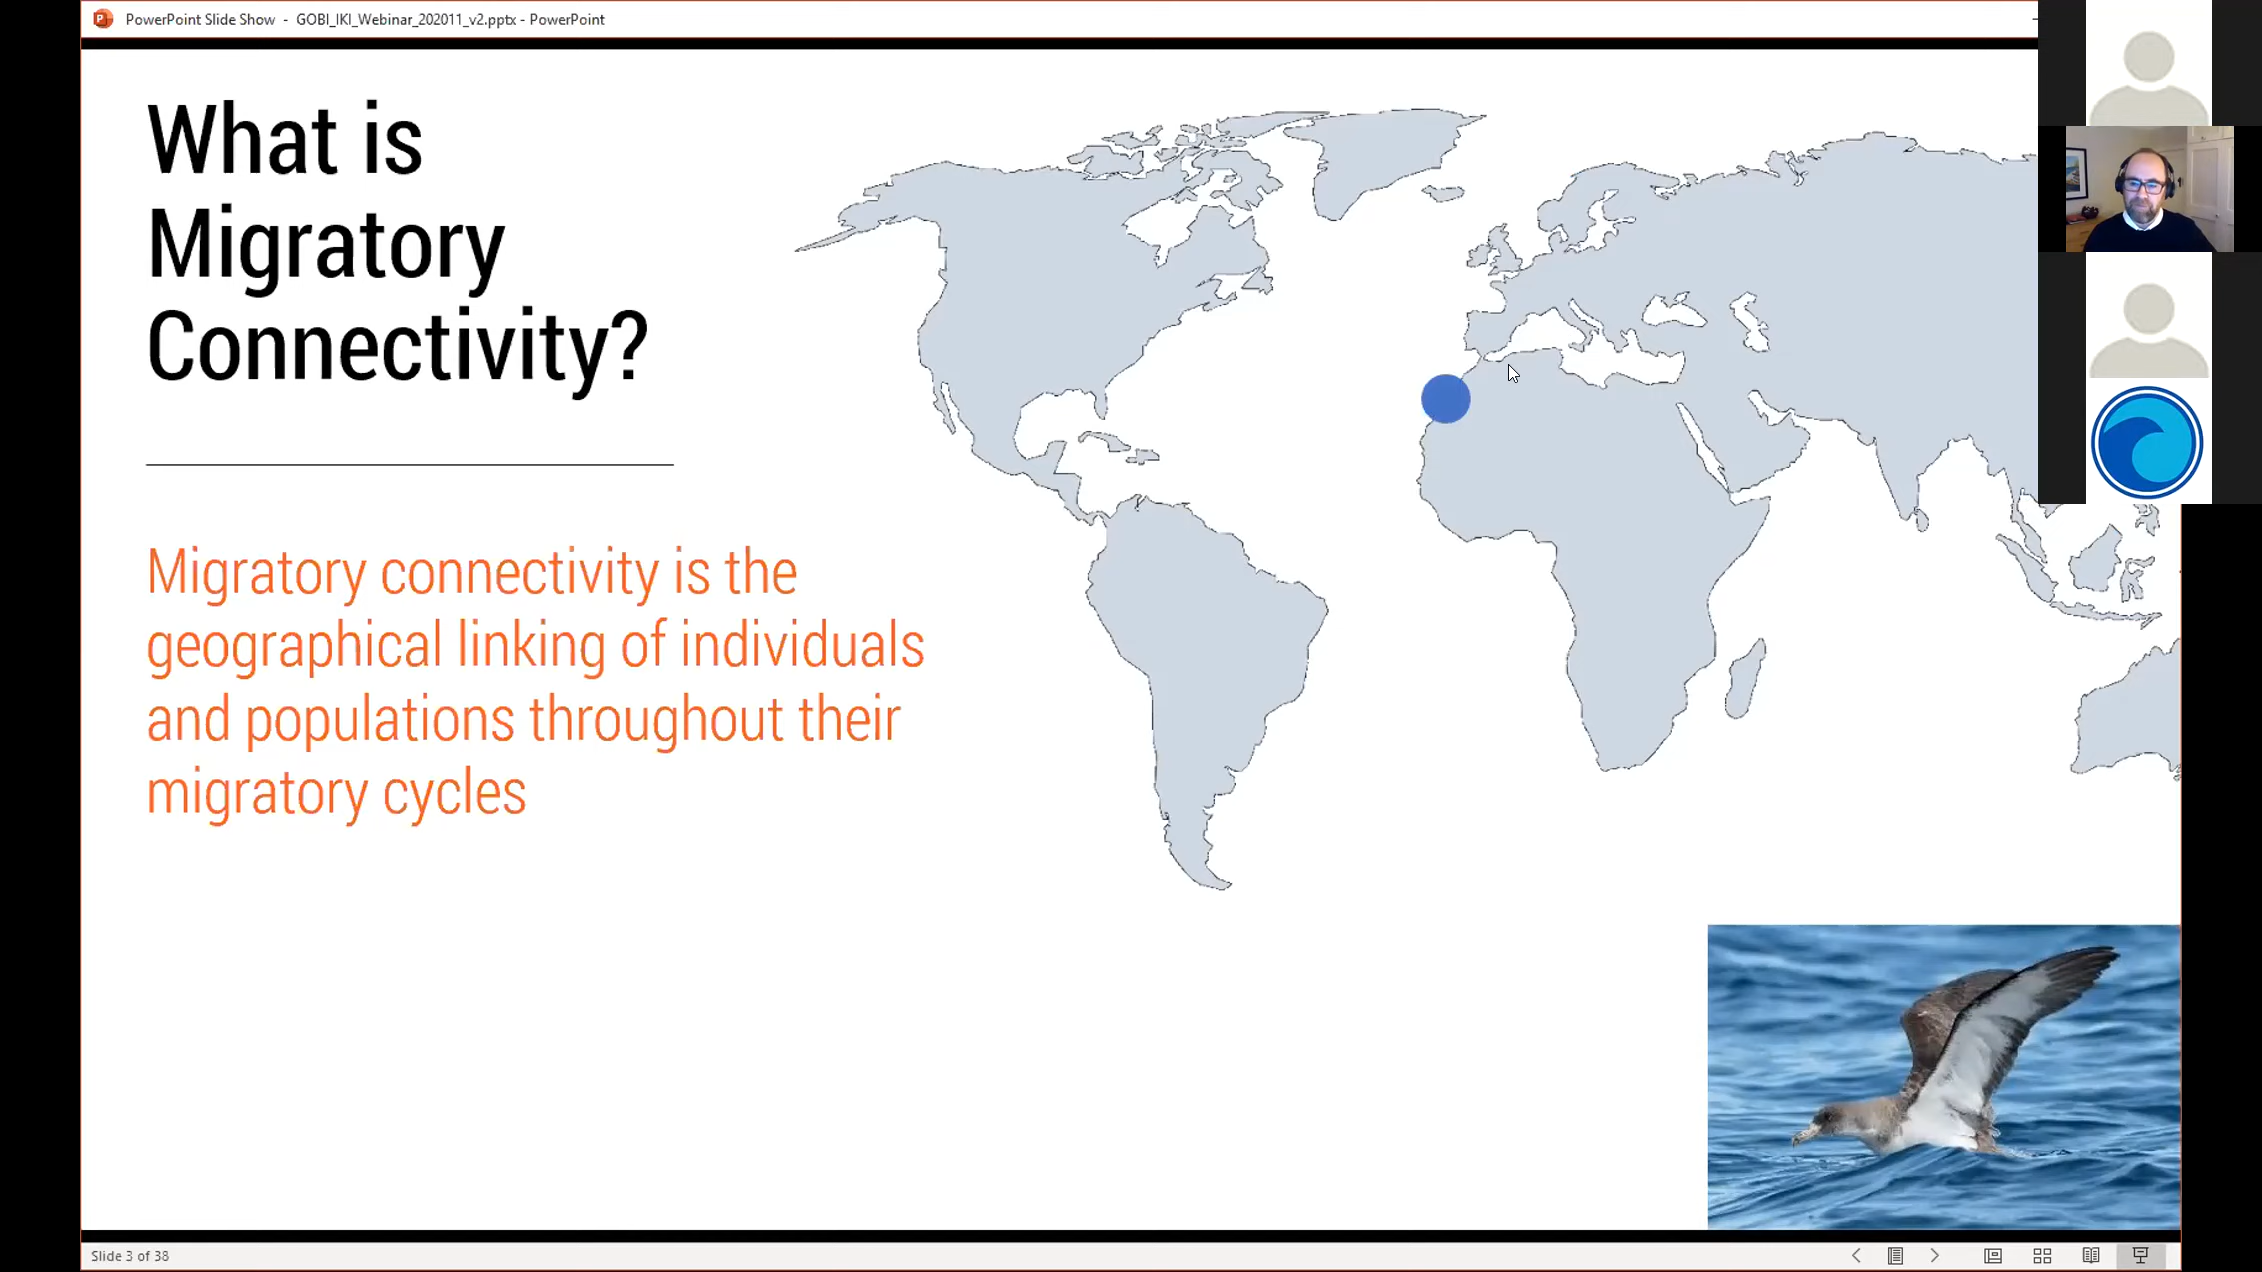 PowerPoint Slide Show - GOBI_IKI_Webinar_202011_v2.pptx - PowerPoint
What is
Migratory
Connectivity?
Migratory connectivity is the
geographical linking of individuals
and populations throughout their
migratory cycles
Slide 3 of 38